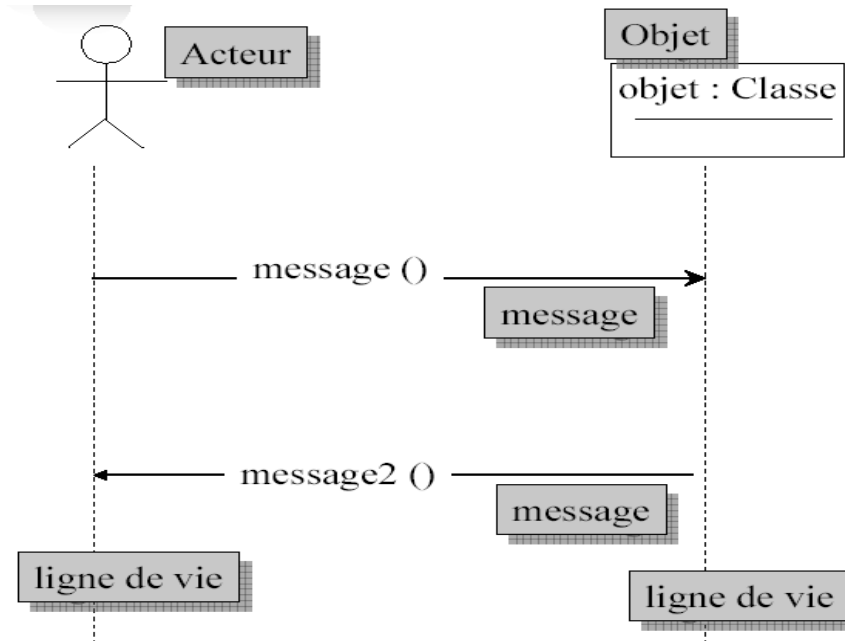 Acteur
Objet
objet : Classe
message ()
message
message2 ()
message
ligne de vie
ligne de vie